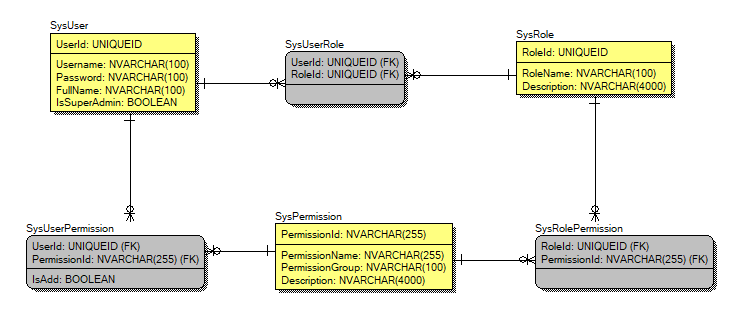 SysUser
UserId: UNIQUEID
Username: NVARCHAR(100)
Password: NVARCHAR(100)
FullName: NVARCHAR(100)
IsSuperAdmin: BOOLEAN
SysUserRole
UserId: UNIQUEID (FK)
RoleId: UNIQUEID (FK)
SysRole
RoleId: UNIQUEID
RoleName: NVARCHAR(100)
Description: NVARCHAR(4000)
SysUserPermission
UserId: UNIQUEID (FK)
PermissionId: NVARCHAR(255) (FK)
IsAdd: BOOLEAN
SysPermission
PermissionId: NVARCHAR(255)
PermissionName: NVARCHAR(255)
PermissionGroup: NVARCHAR(100)
Description: NVARCHAR(4000)
SysRolePermission
RoleId: UNIQUEID (FK)
PermissionId: NVARCHAR(255) (FK)